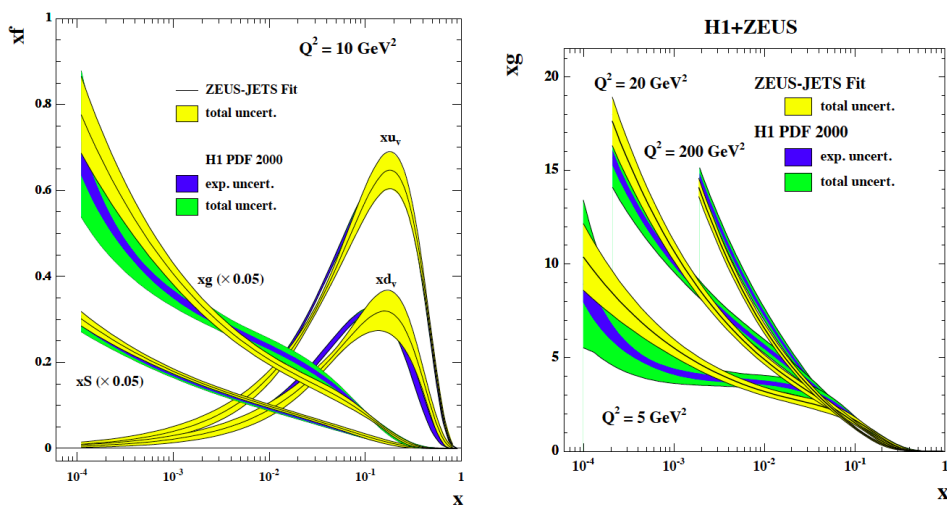 xf
1
0.8
0.6
0.4
0.2
0
Q² = 10 GeV²
ZEUS-JETS Fit
total uncert.
H1 PDF 2000
exp. uncert.
total uncert.
xuᵥ
xdᵥ
xg (× 0.05)
xS (× 0.05)
10⁻⁴
10⁻³
10⁻²
10⁻¹
1
x
H1+ZEUS
xg
20
15
10
5
0
Q² = 20 GeV²
Q² = 200 GeV²
Q² = 5 GeV²
ZEUS-JETS Fit
total uncert.
H1 PDF 2000
exp. uncert.
total uncert.
10⁻⁴
10⁻³
10⁻²
10⁻¹
1
x